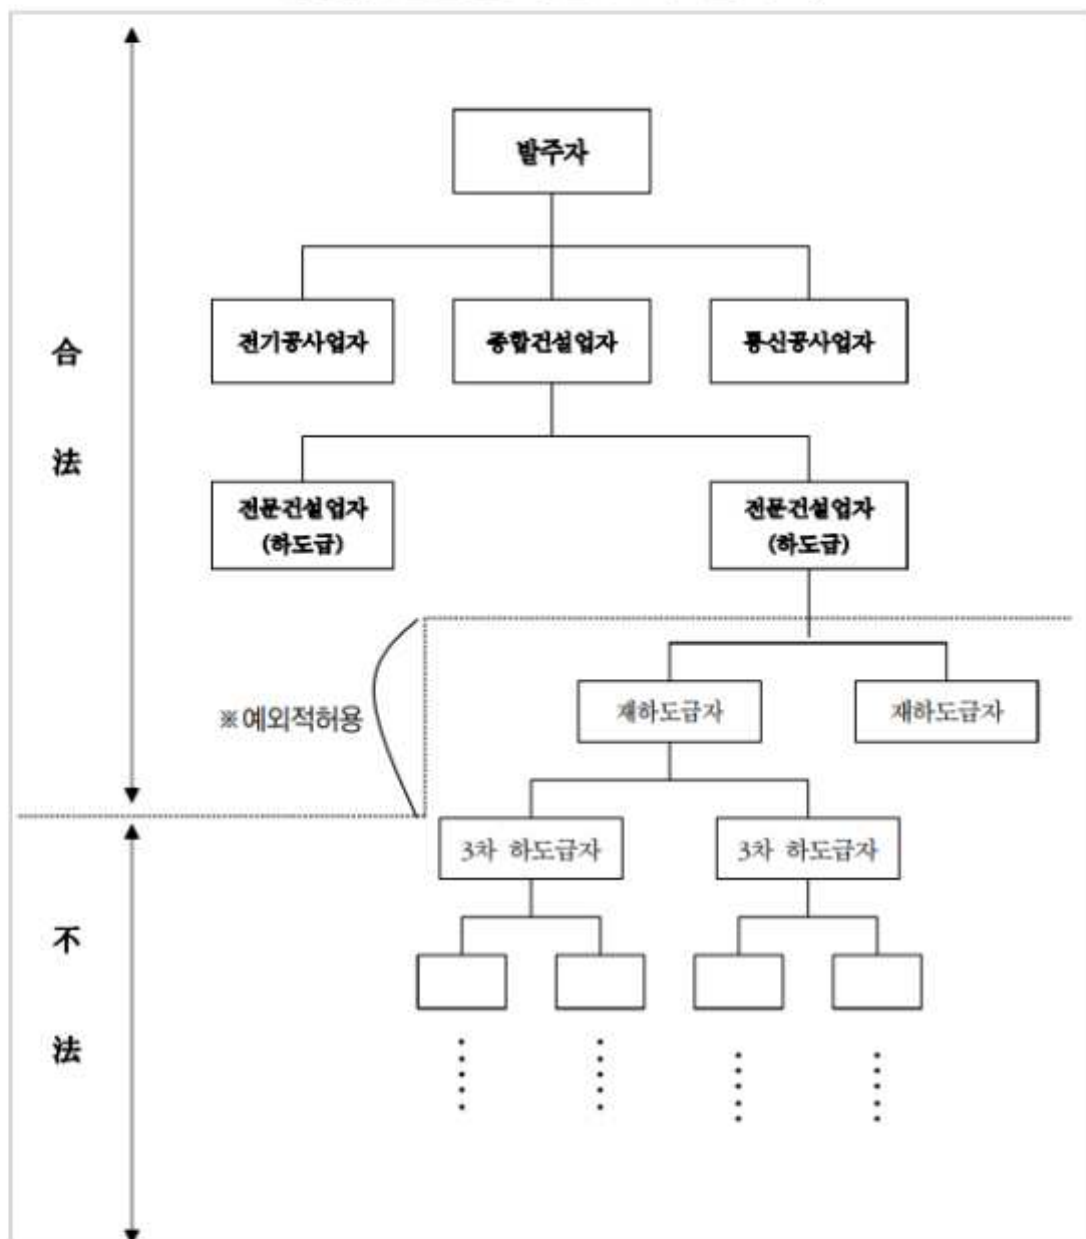 발주자
전기공사업자
종합건설업자
통신공사업자
合
法
전문건설업자
(하도급)
전문건설업자
(하도급)
※예외적허용
재하도급자
재하도급자
3차 하도급자
3차 하도급자
不
法